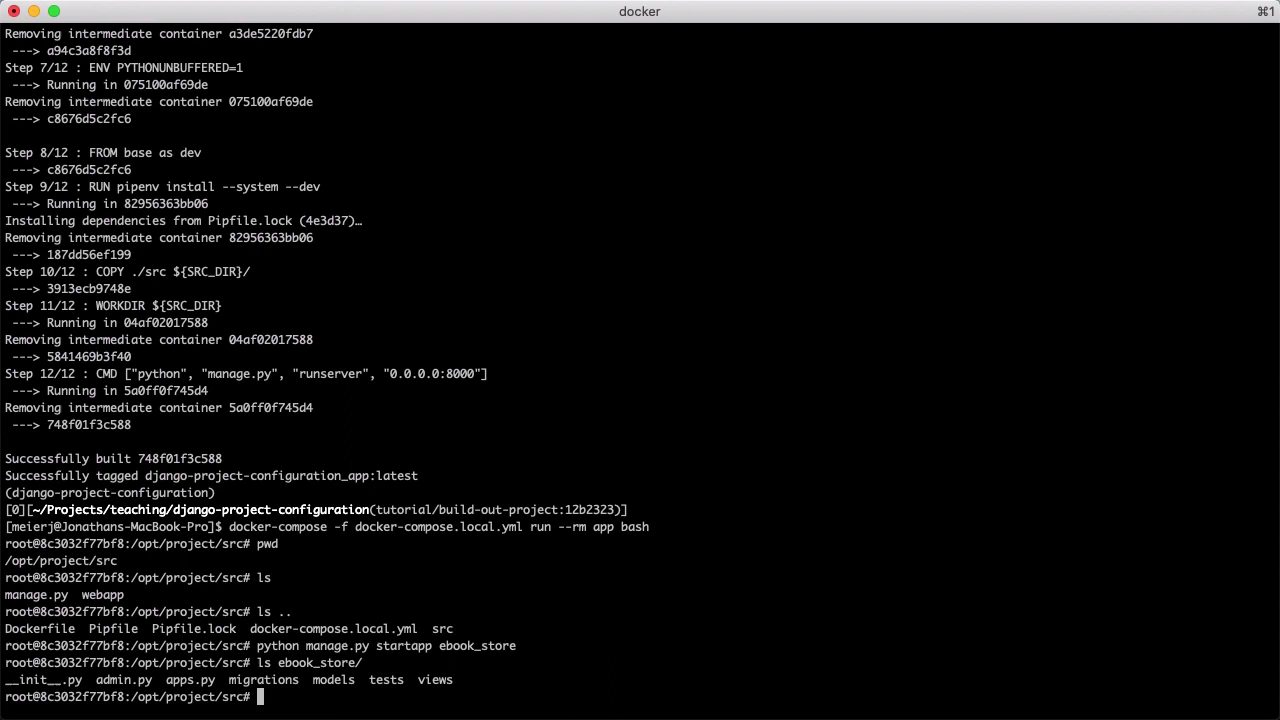 docker
⌘1
Removing intermediate container a3de5220fdb7
 ---> a94c3a8f8f3d
Step 7/12 : ENV PYTHONUNBUFFERED=1
 ---> Running in 075100af69de
Removing intermediate container 075100af69de
 ---> c8676d5c2fc6
Step 8/12 : FROM base as dev
 ---> c8676d5c2fc6
Step 9/12 : RUN pipenv install --system --dev
 ---> Running in 82956363bb06
Installing dependencies from Pipfile.lock (4e3d37)…
Removing intermediate container 82956363bb06
 ---> 187dd56ef199
Step 10/12 : COPY ./src ${SRC_DIR}/
 ---> 3913ecb9748e
Step 11/12 : WORKDIR ${SRC_DIR}
 ---> Running in 04af02017588
Removing intermediate container 04af02017588
 ---> 5841469b3f40
Step 12/12 : CMD ["python", "manage.py", "runserver", "0.0.0.0:8000"]
 ---> Running in 5a0ff0f745d4
Removing intermediate container 5a0ff0f745d4
 ---> 748f01f3c588
Successfully built 748f01f3c588
Successfully tagged django-project-configuration_app:latest
(django-project-configuration)
[0][~/Projects/teaching/django-project-configuration(tutorial/build-out-project:12b2323)]
[meierj@Jonathans-MacBook-Pro]$ docker-compose -f docker-compose.local.yml run --rm app bash
root@8c3032f77bf8:/opt/project/src# pwd
/opt/project/src
root@8c3032f77bf8:/opt/project/src# ls
manage.py  webapp
root@8c3032f77bf8:/opt/project/src# ls ..
Dockerfile  Pipfile  Pipfile.lock  docker-compose.local.yml  src
root@8c3032f77bf8:/opt/project/src# python manage.py startapp ebook_store
root@8c3032f77bf8:/opt/project/src# ls ebook_store/
__init__.py  admin.py  apps.py  migrations  models  tests  views
root@8c3032f77bf8:/opt/project/src#